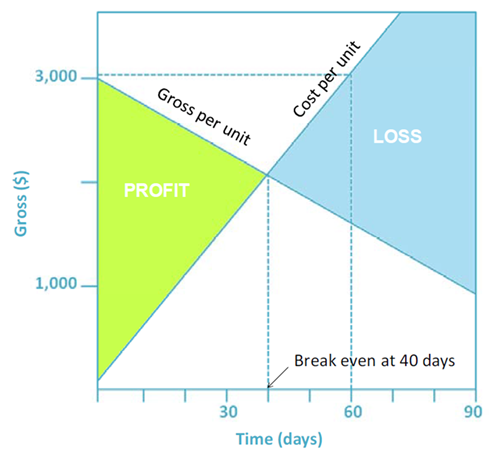 3,000
Gross per unit
Cost per unit
LOSS
PROFIT
Gross ($)
1,000
Break even at 40 days
30
60
90
Time (days)